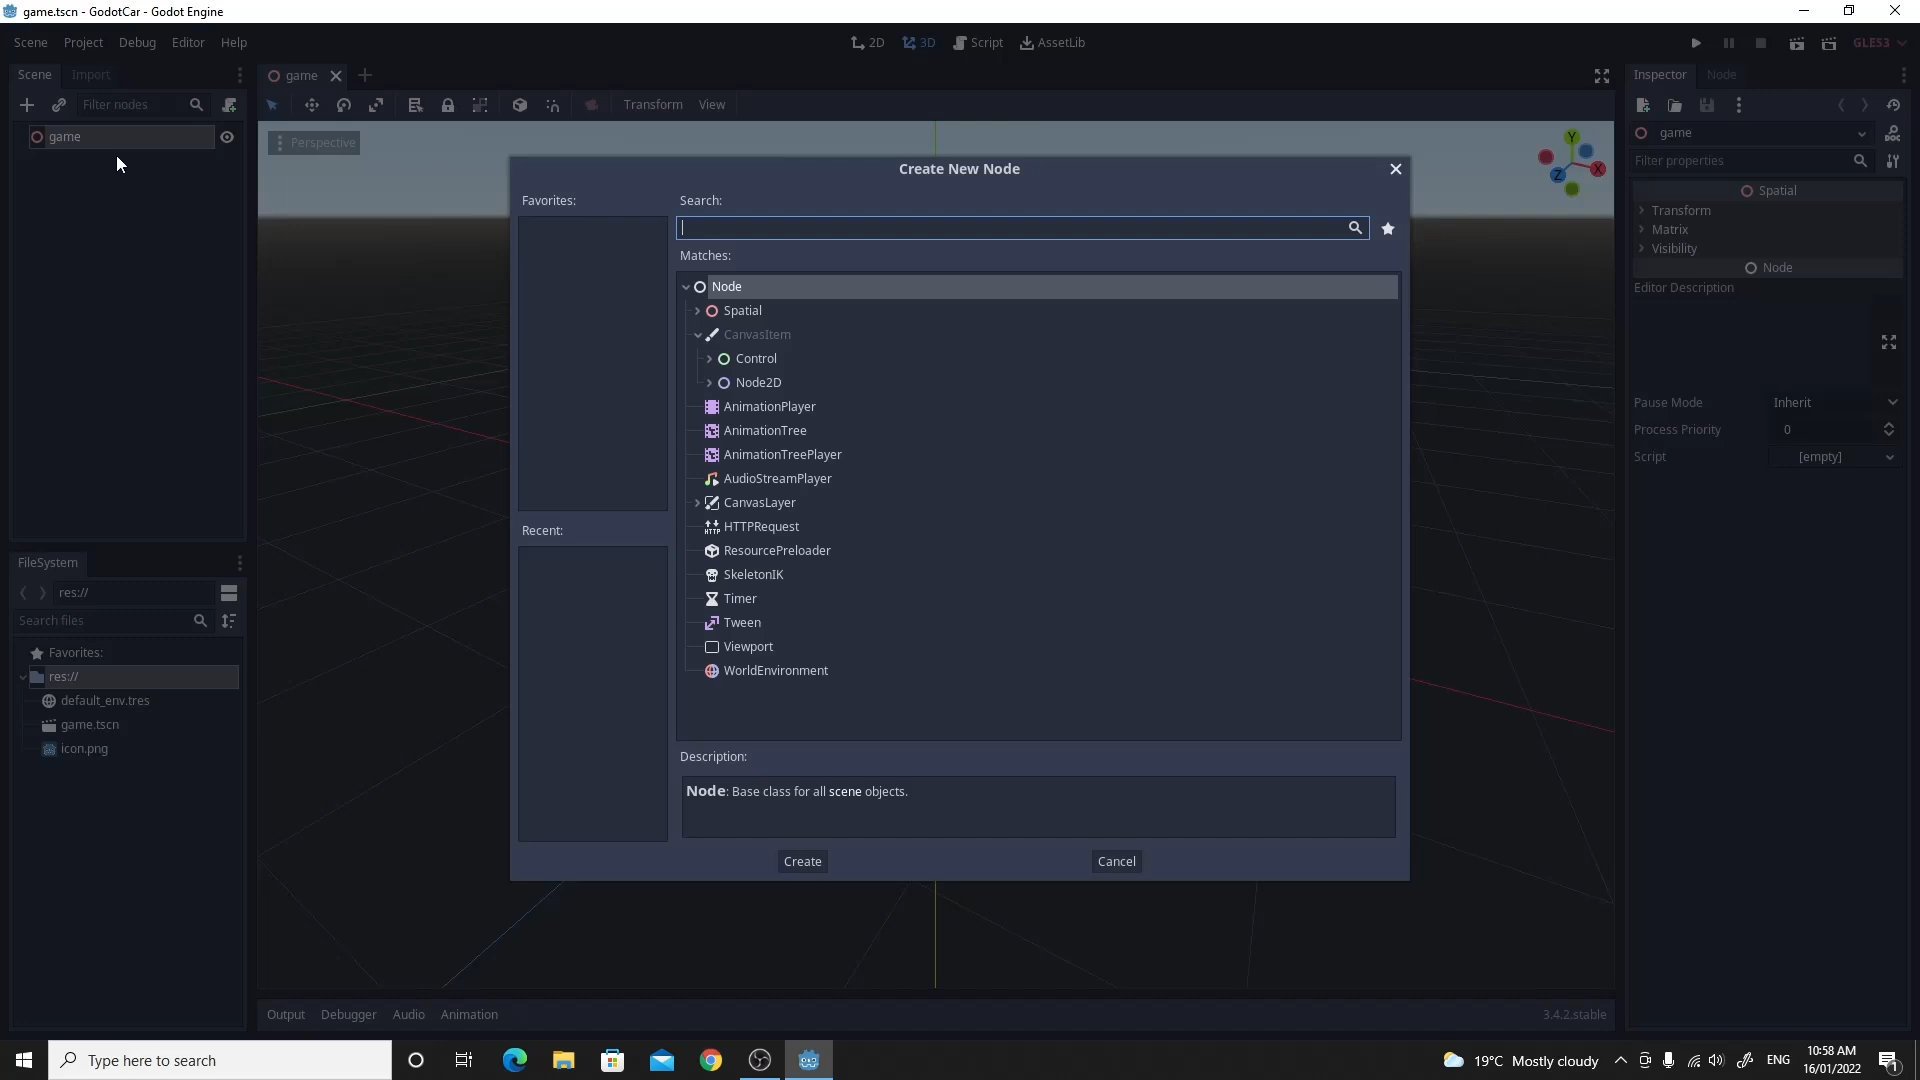 game.tscn - GodotCar - Godot Engine
Scene Project Debug Editor Help
2D 3D Script AssetLib
GLES3
Scene Import
game
Inspector Node
Filter nodes
Transform View
game
Perspective
Y
X
Z
game
Filter properties
Spatial
Transform
Matrix
Visibility
Node
Editor Description
Pause Mode Inherit
Process Priority 0
Script [empty]
Create New Node
Favorites:
Search:
Matches:
Node
Spatial
CanvasItem
Control
Node2D
AnimationPlayer
AnimationTree
AnimationTreePlayer
AudioStreamPlayer
CanvasLayer
HTTPRequest
ResourcePreloader
SkeletonIK
Timer
Tween
Viewport
WorldEnvironment
Recent:
Description:
Node: Base class for all scene objects.
Create Cancel
FileSystem
res://
Search files
Favorites:
res://
default_env.tres
game.tscn
icon.png
Output Debugger Audio Animation
3.4.2.stable
Type here to search
19°C Mostly cloudy
ENG
10:58 AM
16/01/2022
1